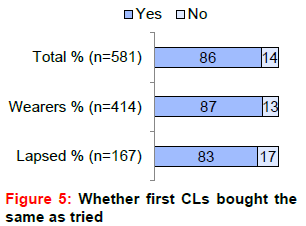 Yes No
Total % (n=581) 86 14
Wearers % (n=414) 87 13
Lapsed % (n=167) 83 17
Figure 5: Whether first CLs bought the
same as tried